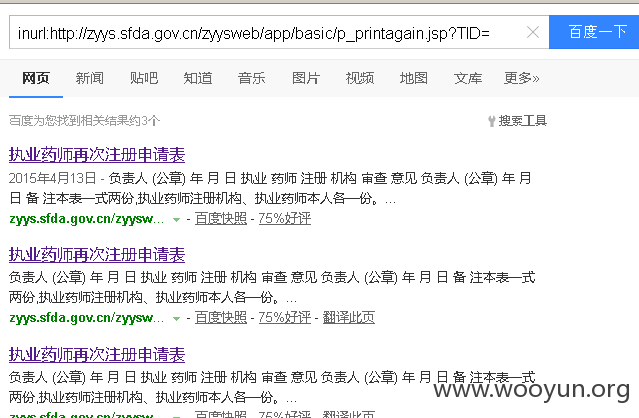 inurl:http://zyys.sfda.gov.cn/zyysweb/app/basic/p_printagain.jsp?TID=
百度一下
网页 新闻 贴吧 知道 音乐 图片 视频 地图 文库 更多»
百度为您找到相关结果约3个 搜索工具
执业药师再次注册申请表
2015年4月13日 - 负责人 (公章) 年 月 日 执业 药师 注册 机构 审查 意见 负责人 (公章) 年 月
日 备 注本表一式两份,执业药师注册机构、执业药师本人各一份。...
zyys.sfda.gov.cn/zyysw... - 百度快照 - 75%好评
执业药师再次注册申请表
负责人 (公章) 年 月 日 执业 药师 注册 机构 审查 意见 负责人 (公章) 年 月 日 备 注本表一式
两份,执业药师注册机构、执业药师本人各一份。...
zyys.sfda.gov.cn/zyysw... - 百度快照 - 75%好评 - 翻译此页
执业药师再次注册申请表
负责人 (公章) 年 月 日 执业 药师 注册 机构 审查 意见 负责人 (公章) 年 月 日 备 注本表一式
两份,执业药师注册机构、执业药师本人各一份。...
zyys.sfda.gov.cn/zyysw... - 百度快照 - 75%好评 - 翻译此页
www.wooyun.org